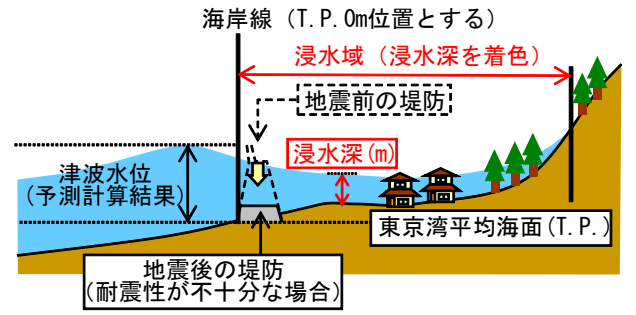 海岸線（T.P.0m位置とする）
浸水域（浸水深を着色）
地震前の堤防
浸水深(m)
津波水位
(予測計算結果)
東京湾平均海面(T.P.)
地震後の堤防
(耐震性が不十分な場合)